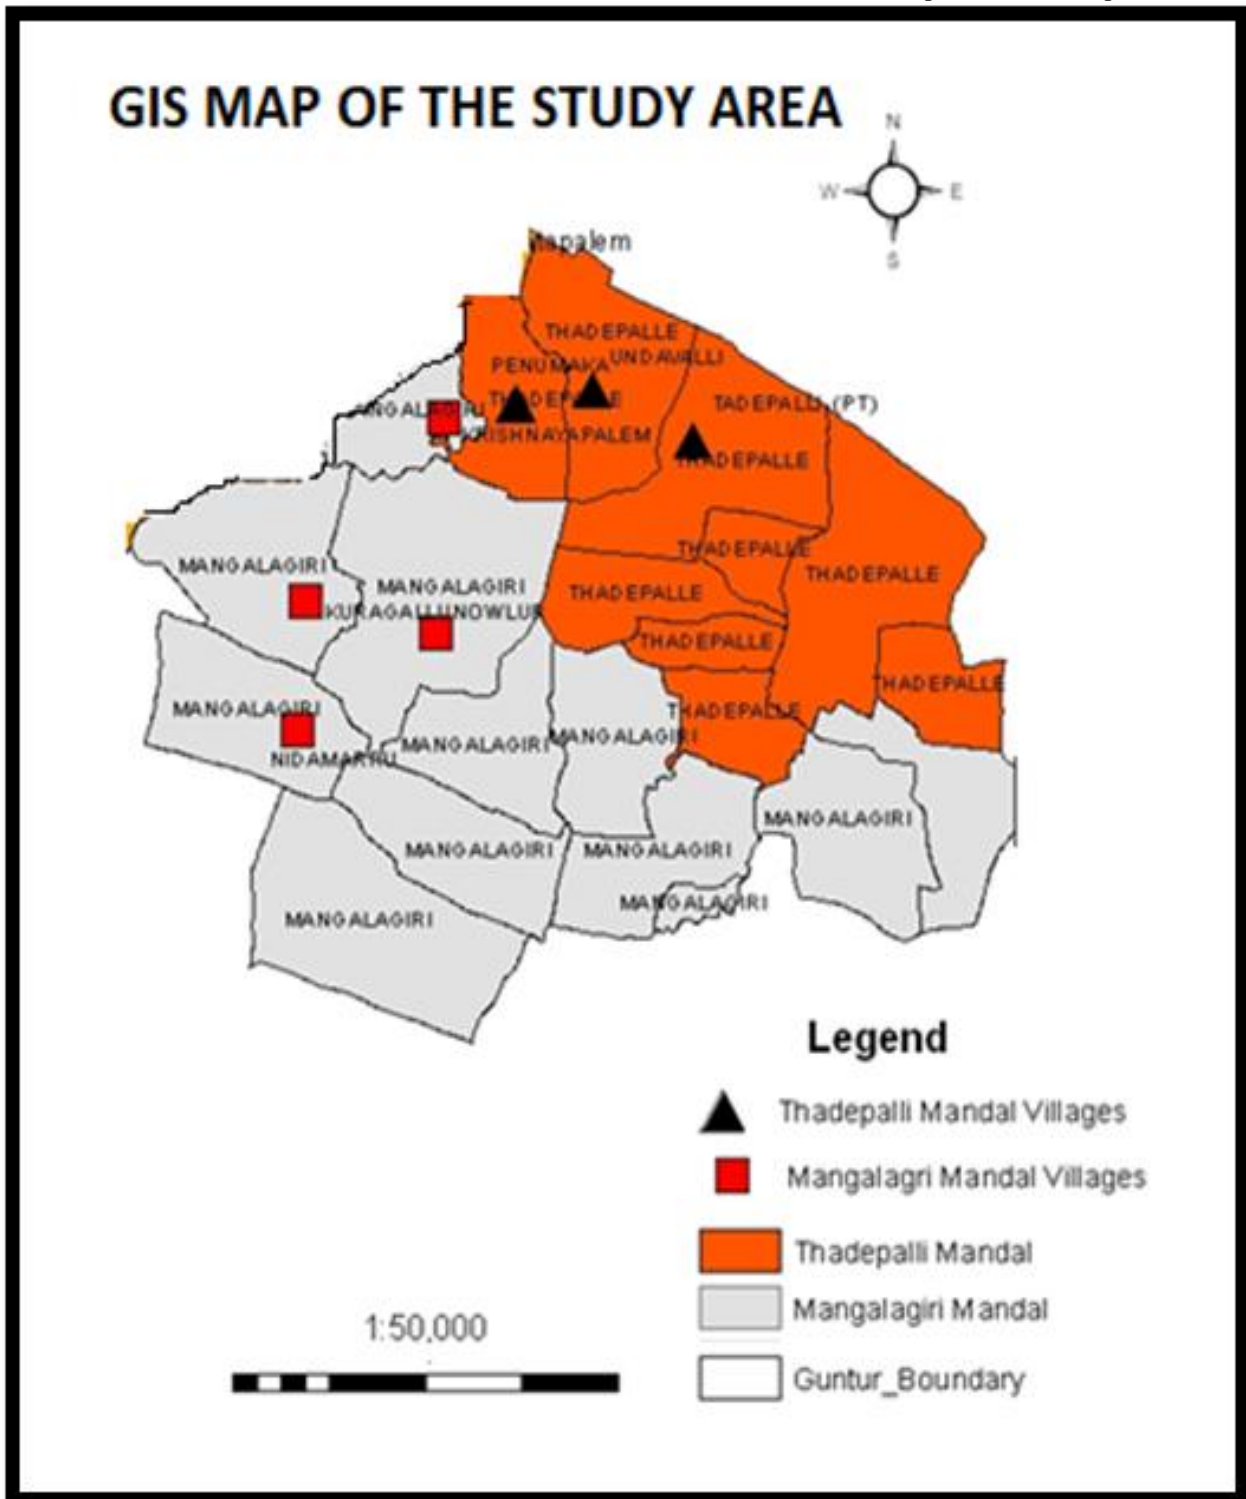 GIS MAP OF THE STUDY AREA
N
W
E
S
THADEPALLE
UNDAVALLI
PENUMAKA
THADEPALLE
TADEPALLI (PT)
KRISHNAYAPALEM
THADEPALLE
THADEPALLE
MANGALAGIRI
THADEPALLE
MANGALAGIRI
THADEPALLE
KURAGALLU
NOWLUR
THADEPALLE
THADEPALLE
MANGALAGIRI
THADEPALLE
MANGALAGIRI
MANGALAGIRI
NIDAMARRU
MANGALAGIRI
MANGALAGIRI
MANGALAGIRI
MANGALAGIRI
MANGALAGIRI
Legend
Thadepalli Mandal Villages
Mangalagri Mandal Villages
Thadepalli Mandal
Mangalagiri Mandal
Guntur_Boundary
1:50,000